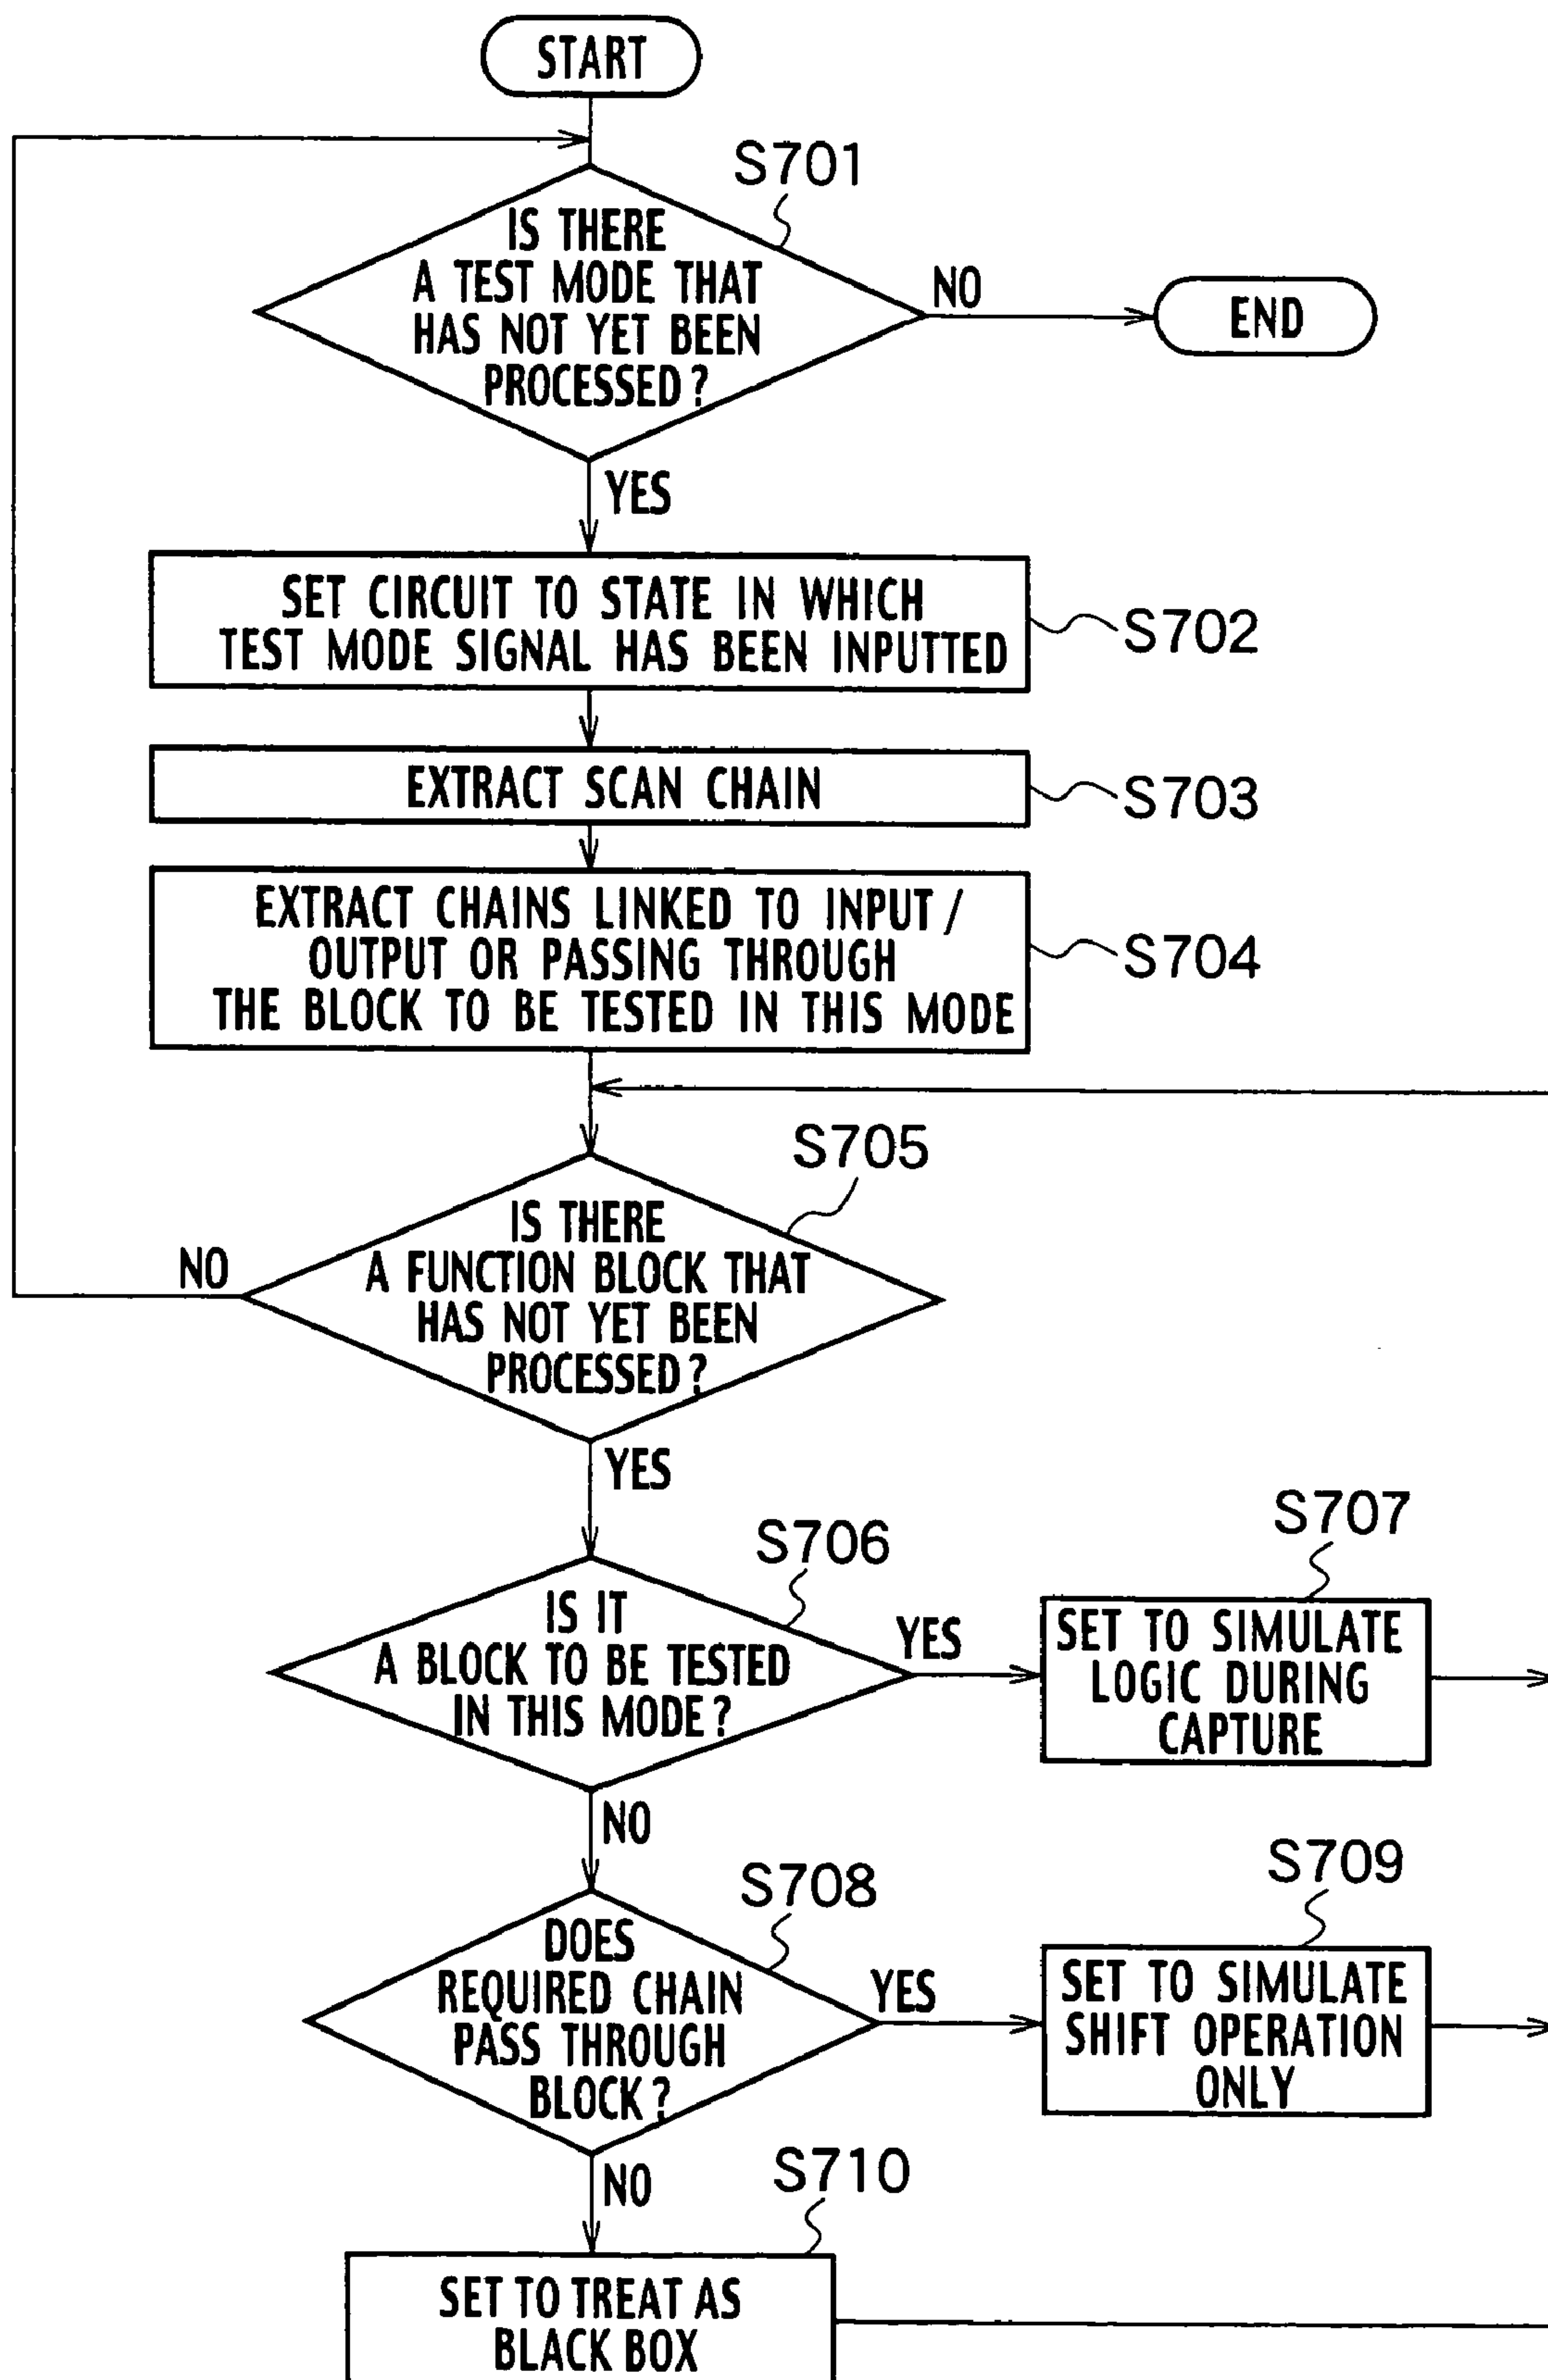 START
S701
IS THERE
A TEST MODE THAT
HAS NOT YET BEEN
PROCESSED?
NO
END
YES
SET CIRCUIT TO STATE IN WHICH
TEST MODE SIGNAL HAS BEEN INPUTTED
S702
EXTRACT SCAN CHAIN
S703
EXTRACT CHAINS LINKED TO INPUT/
OUTPUT OR PASSING THROUGH
THE BLOCK TO BE TESTED IN THIS MODE
S704
S705
IS THERE
A FUNCTION BLOCK THAT
HAS NOT YET BEEN
PROCESSED?
NO
YES
S706
IS IT
A BLOCK TO BE TESTED
IN THIS MODE?
YES
S707
SET TO SIMULATE
LOGIC DURING
CAPTURE
NO
S708
DOES
REQUIRED CHAIN
PASS THROUGH
BLOCK?
YES
S709
SET TO SIMULATE
SHIFT OPERATION
ONLY
NO
S710
SET TO TREAT AS
BLACK BOX